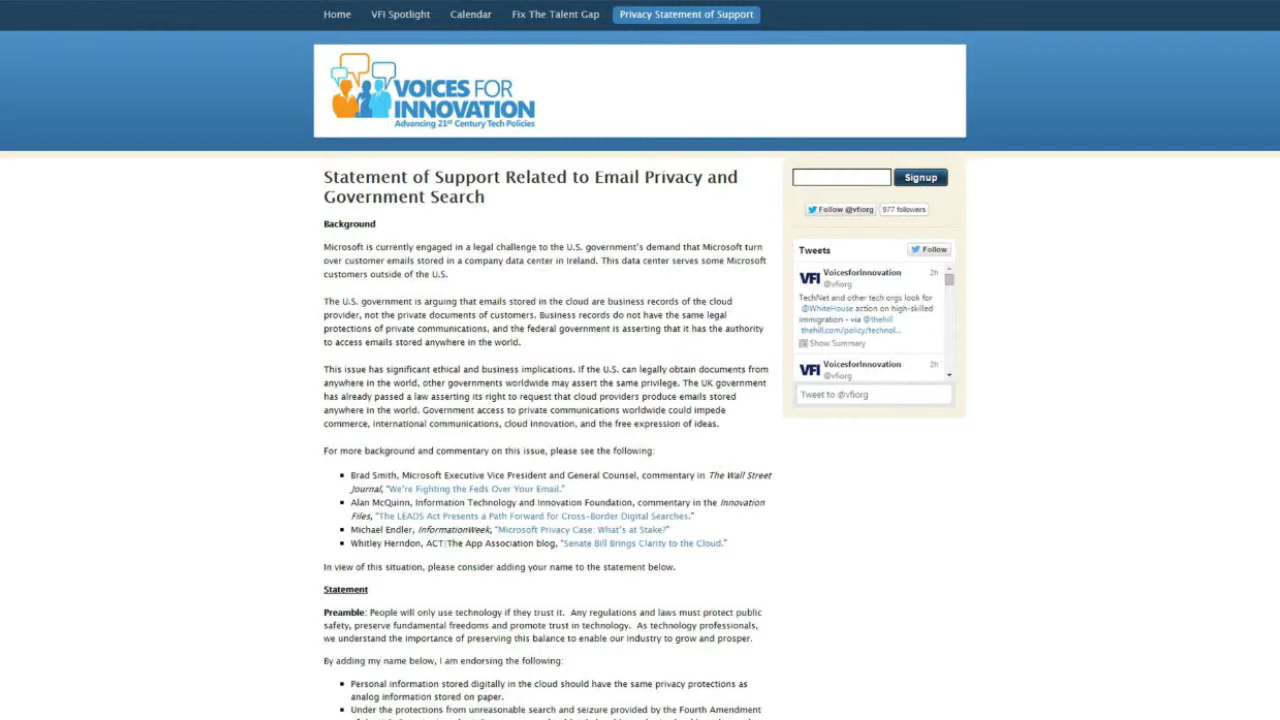 Home VFI Spotlight Calendar Fix The Talent Gap Privacy Statement of Support
VOICES FOR
INNOVATION
Advancing 21st Century Tech Policies
Statement of Support Related to Email Privacy and
Government Search
Background
Microsoft is currently engaged in a legal challenge to the U.S. government's demand that Microsoft turn
over customer emails stored in a company data center in Ireland. This data center serves some Microsoft
customers outside of the U.S.
The U.S. government is arguing that emails stored in the cloud are business records of the cloud
provider, not the private documents of customers. Business records do not have the same legal
protections of private communications, and the federal government is asserting that it has the authority
to access emails stored anywhere in the world.
This issue has significant ethical and business implications. If the U.S. can legally obtain documents from
anywhere in the world, other governments worldwide may assert the same privilege. The UK government
has already passed a law asserting its right to request that cloud providers produce emails stored
anywhere in the world. Government access to private communications worldwide could impede
commerce, international communications, cloud innovation, and the free expression of ideas.
For more background and commentary on this issue, please see the following:
Brad Smith, Microsoft Executive Vice President and General Counsel, commentary in The Wall Street
Journal, "We're Fighting the Feds Over Your Email."
Alan McQuinn, Information Technology and Innovation Foundation, commentary in the Innovation
Files, "The LEADS Act Presents a Path Forward for Cross-Border Digital Searches."
Michael Endler, InformationWeek, "Microsoft Privacy Case: What's at Stake?"
Whitley Herndon, ACT|The App Association blog, "Senate Bill Brings Clarity to the Cloud."
In view of this situation, please consider adding your name to the statement below.
Statement
Preamble: People will only use technology if they trust it. Any regulations and laws must protect public
safety, preserve fundamental freedoms and promote trust in technology. As technology professionals,
we understand the importance of preserving this balance to enable our industry to grow and prosper.
By adding my name below, I am endorsing the following:
Personal information stored digitally in the cloud should have the same privacy protections as
analog information stored on paper.
Under the protections from unreasonable search and seizure provided by the Fourth Amendment
Signup
Follow @vfiorg 977 followers
Tweets Follow
VFI VoicesforInnovation 2h
@vfiorg
TechNet and other tech orgs look for
@WhiteHouse action on high-skilled
immigration - via @thehill
thehill.com/policy/technol...
Show Summary
VFI VoicesforInnovation 2h
@vfiorg
Tweet to @vfiorg